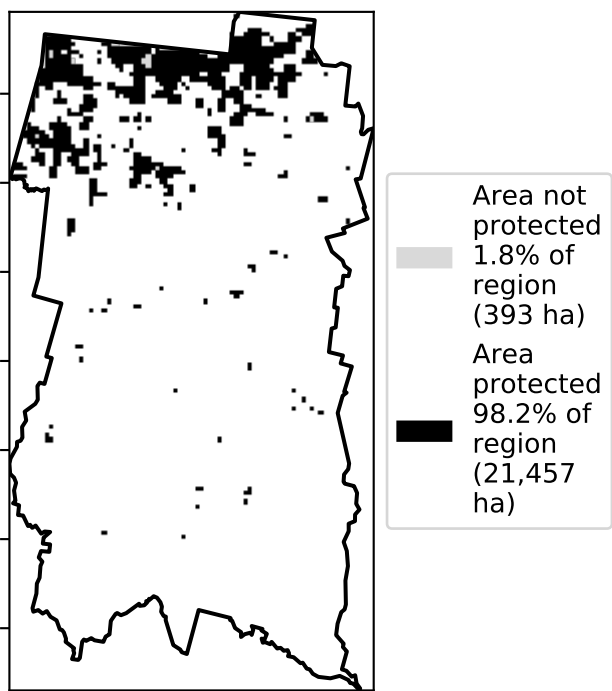 Area not
protected
1.8% of
region
(393 ha)
Area
protected
98.2% of
region
(21,457
ha)